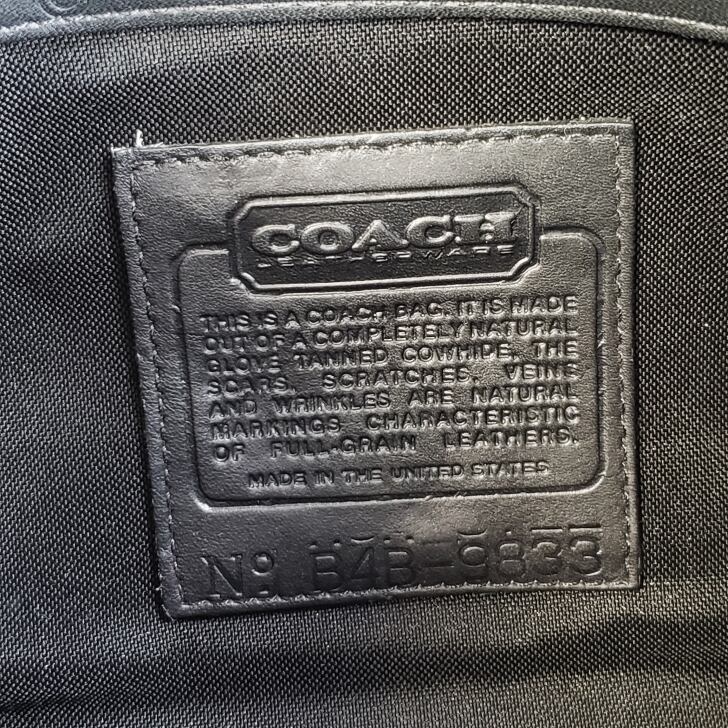 COACH
LEATHERWARE
THIS IS A COACH BAG. IT IS MADE
OUT OF A COMPLETELY NATURAL
GLOVE TANNED COWHIDE, THE
SCARS, SCRATCHES, VEINS
AND WRINKLES ARE NATURAL
MARKINGS CHARACTERISTIC
OF FULL-GRAIN LEATHERS.
MADE IN THE UNITED STATES
Nº B4B-9833